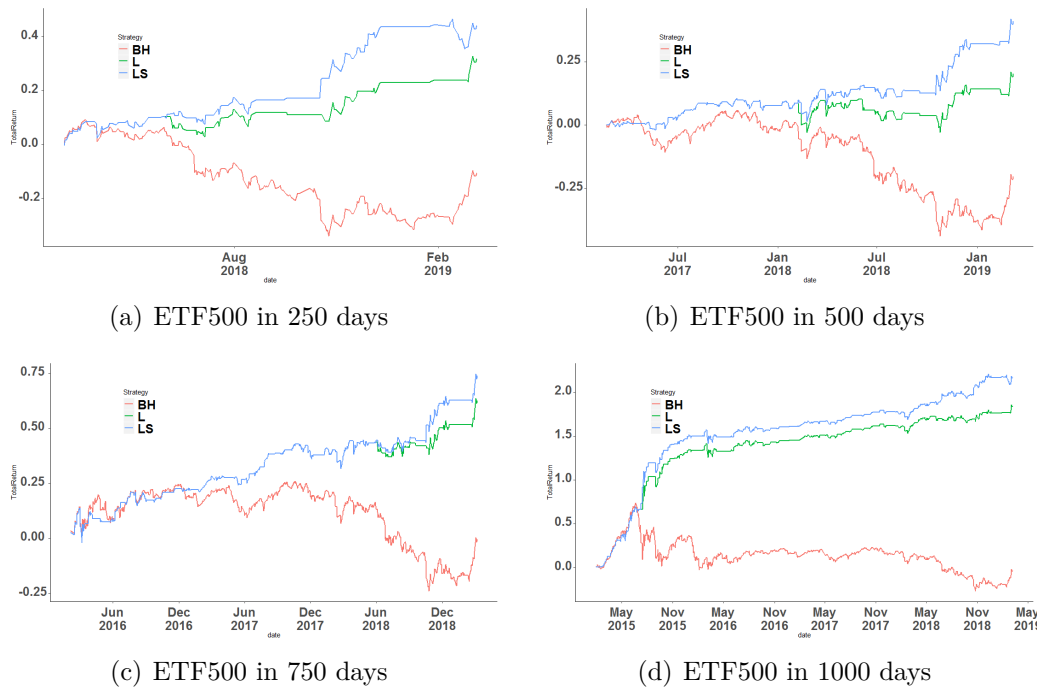 0.4
0.2
0.0
-0.2
TotalReturn
Strategy
BH
L
LS
Aug
2018
Feb
2019
date
(a) ETF500 in 250 days
0.25
0.00
-0.25
TotalReturn
Strategy
BH
L
LS
Jul
2017
Jan
2018
Jul
2018
Jan
2019
date
(b) ETF500 in 500 days
0.75
0.50
0.25
0.00
-0.25
TotalReturn
Strategy
BH
L
LS
Jun
2016
Dec
2016
Jun
2017
Dec
2017
Jun
2018
Dec
2018
date
(c) ETF500 in 750 days
2.0
1.5
1.0
0.5
0.0
TotalReturn
Strategy
BH
L
LS
May
2015
Nov
2015
May
2016
Nov
2016
May
2017
Nov
2017
May
2018
Nov
2018
May
2019
date
(d) ETF500 in 1000 days